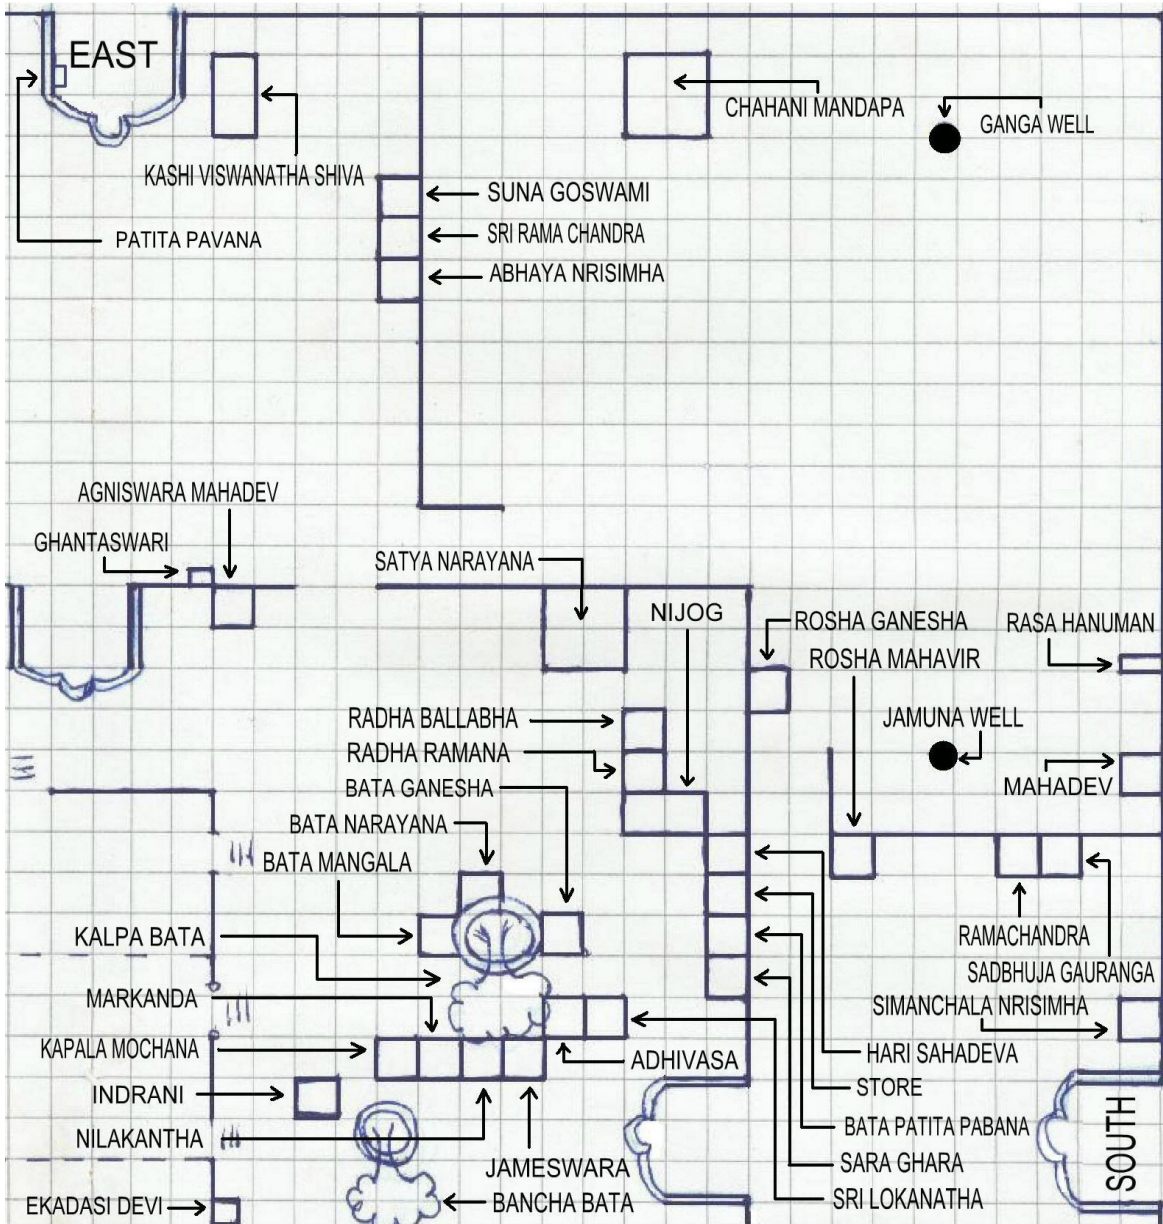 EAST
CHAHANI MANDAPA
GANGA WELL
KASHI VISWANATHA SHIVA
SUNA GOSWAMI
PATITA PAVANA
SRI RAMA CHANDRA
ABHAYA NRISIMHA
AGNISWARA MAHADEV
GHANTASWARI
SATYA NARAYANA
NIJOG
ROSHA GANESHA
RASA HANUMAN
ROSHA MAHAVIR
RADHA BALLABHA
JAMUNA WELL
RADHA RAMANA
BATA GANESHA
MAHADEV
BATA NARAYANA
BATA MANGALA
KALPA BATA
RAMACHANDRA
SADBHUJA GAURANGA
MARKANDA
SIMANCHALA NRISIMHA
KAPALA MOCHANA
ADHIVASA
HARI SAHADEVA
INDRANI
STORE
NILAKANTHA
BATA PATITA PABANA
SOUTH
JAMESWARA
SARA GHARA
EKADASI DEVI
BANCHA BATA
SRI LOKANATHA